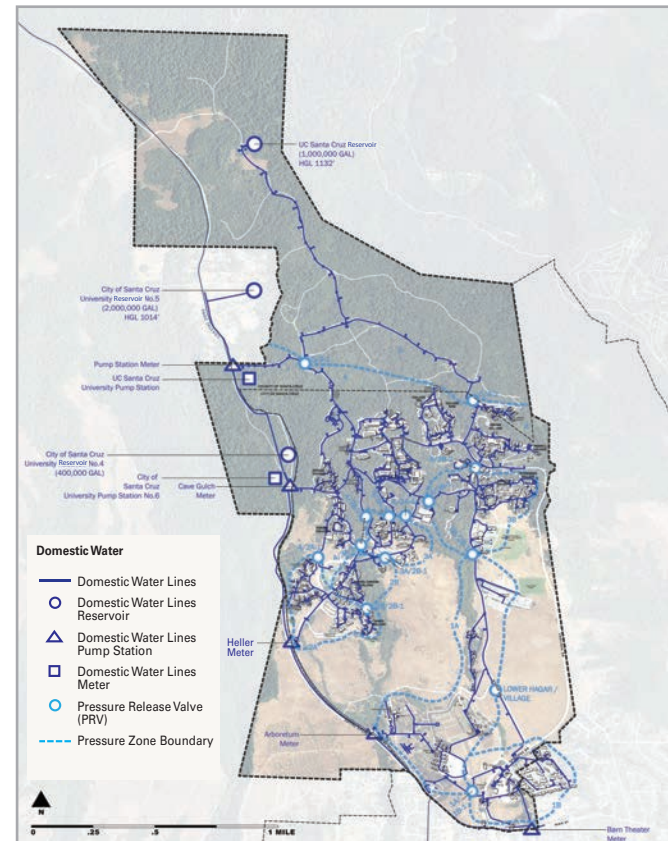 UC Santa Cruz Reservoir
(1,000,000 GAL)
HGL 1132'
City of Santa Cruz
University Reservoir No.5
(2,000,000 GAL)
HGL 1014'
Pump Station Meter
UC Santa Cruz
University Pump Station
City of Santa Cruz
University Reservoir No.4
(400,000 GAL)
City of
Santa Cruz
University Pump Station No.6
Cave Gulch
Meter
Heller
Meter
Arboretum
Meter
LOWER HAGAR /
VILLAGE
Barn Theater
Meter
1A
2B
1B
Domestic Water
Domestic Water Lines
Domestic Water Lines
Reservoir
Domestic Water Lines
Pump Station
Domestic Water Lines
Meter
Pressure Release Valve
(PRV)
Pressure Zone Boundary
N
0 .25 .5 1 MILE